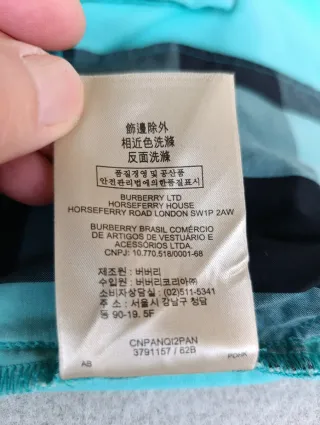 飾邊除外
相近色洗滌
反面洗滌
품질경영 및 공산품
안전관리법에의한품질표시
BURBERRY LTD
HORSEFERRY HOUSE
HORSEFERRY ROAD LONDON SW1P 2AW
BURBERRY BRASIL COMÉRCIO
DE ARTIGOS DE VESTUÁRIO E
ACESSÓRIOS LTDA.
CNPJ: 10.770.518/0001-68
제조원 : 버버리
수입원 : 버버리코리아㈜
소비자상담실 : (02)511-5341
주 소 : 서울시 강남구 청담
동 90-19. 5F
CNPANQI2PAN
3791157 / 62B
AB